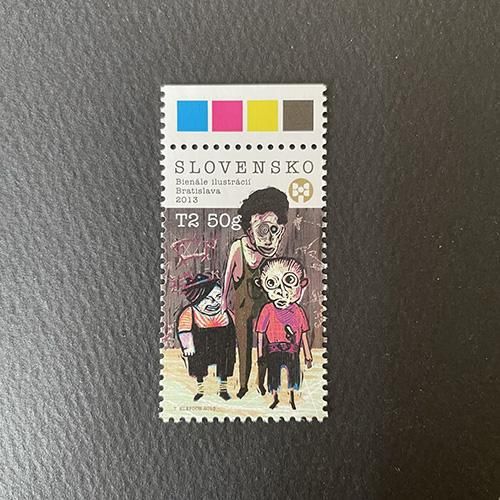 SLOVENSKO
Bienále ilustrácií
Bratislava
2013
T2 50g